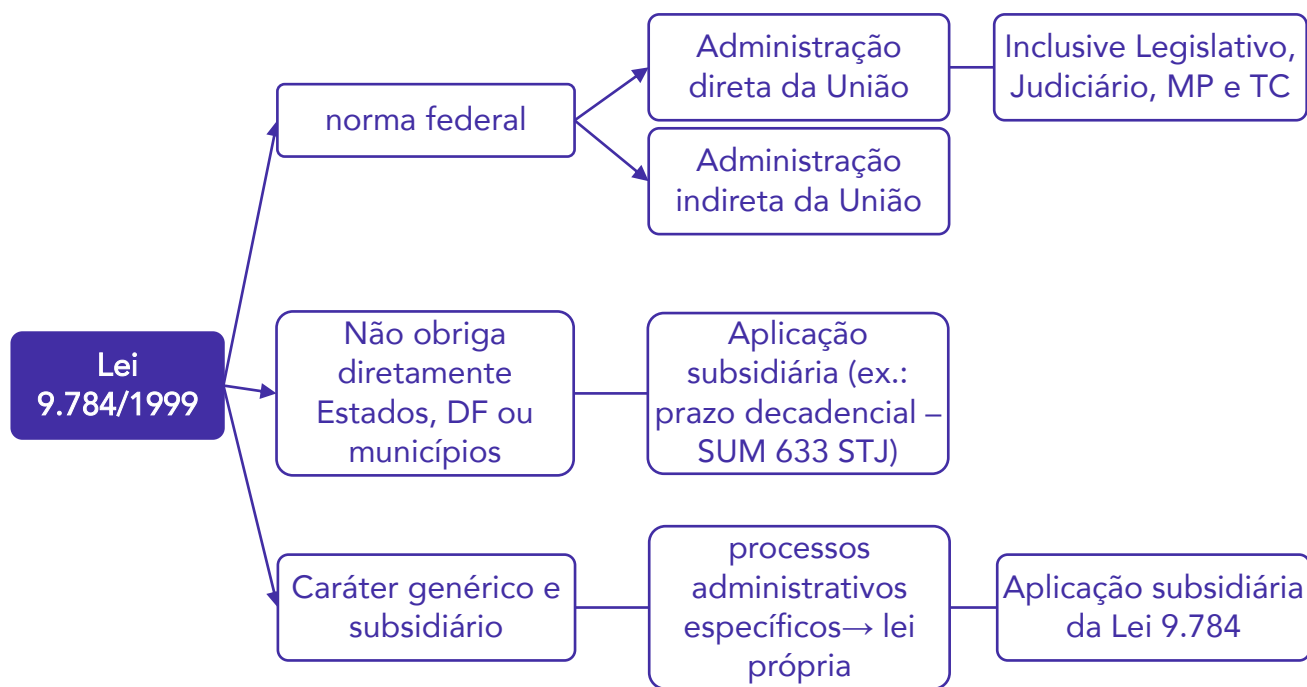 Lei
9.784/1999
norma federal
Administração
direta da União
Inclusive Legislativo,
Judiciário, MP e TC
Administração
indireta da União
Não obriga
diretamente
Estados, DF ou
municípios
Aplicação
subsidiária (ex.:
prazo decadencial –
SUM 633 STJ)
Caráter genérico e
subsidiário
processos
administrativos
específicos→ lei
própria
Aplicação subsidiária
da Lei 9.784